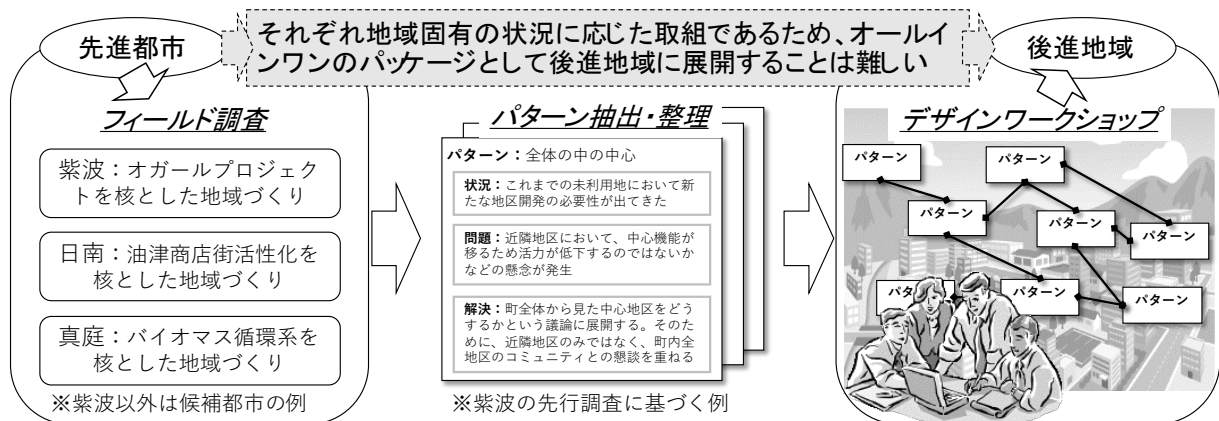 先進都市
それぞれ地域固有の状況に応じた取組であるため、オールイ
ンワンのパッケージとして後進地域に展開することは難しい
後進地域
フィールド調査
紫波：オガールプロジェク
トを核とした地域づくり
日南：油津商店街活性化を
核とした地域づくり
真庭：バイオマス循環系を
核とした地域づくり
※紫波以外は候補都市の例
パターン抽出・整理
パターン：全体の中の中心
状況：これまでの未利用地において新
たな地区開発の必要性が出てきた
問題：近隣地区において、中心機能が
移るため活力が低下するのではないか
などの懸念が発生
解決：町全体から見た中心地区をどう
するかという議論に展開する。そのた
めに、近隣地区のみではなく、町内全
地区のコミュニティとの懇談を重ねる
※紫波の先行調査に基づく例
デザインワークショップ
パターン
パターン
パターン
パターン
パターン
パターン
パターン
パターン